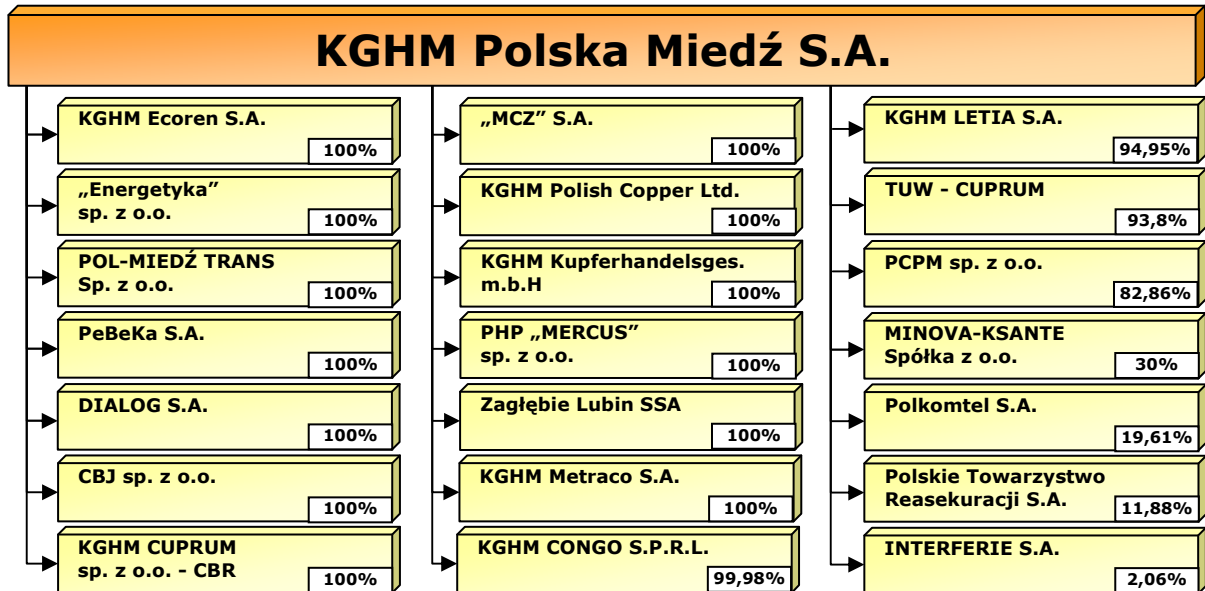 KGHM Polska Miedź S.A.
KGHM Ecoren S.A.
100%
„Energetyka”
sp. z o.o.
100%
POL-MIEDŹ TRANS
Sp. z o.o.
100%
PeBeKa S.A.
100%
DIALOG S.A.
100%
CBJ sp. z o.o.
100%
KGHM CUPRUM
sp. z o.o. - CBR
100%
„MCZ” S.A.
100%
KGHM Polish Copper Ltd.
100%
KGHM Kupferhandelsges.
m.b.H
100%
PHP „MERCUS”
sp. z o.o.
100%
Zagłębie Lubin SSA
100%
KGHM Metraco S.A.
100%
KGHM CONGO S.P.R.L.
99,98%
KGHM LETIA S.A.
94,95%
TUW - CUPRUM
93,8%
PCPM sp. z o.o.
82,86%
MINOVA-KSANTE
Spółka z o.o.
30%
Polkomtel S.A.
19,61%
Polskie Towarzystwo
Reasekuracji S.A.
11,88%
INTERFERIE S.A.
2,06%